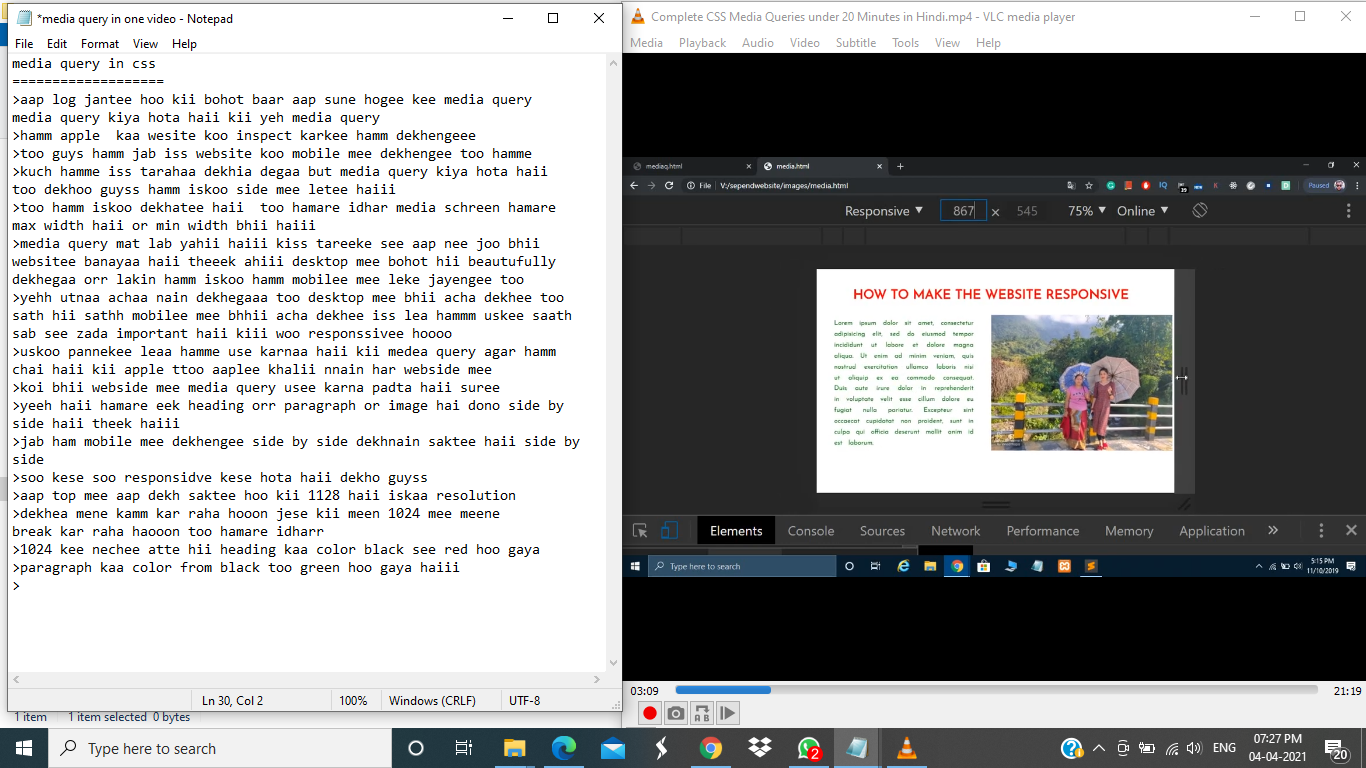 *media query in one video - Notepad
File Edit Format View Help
media query in css
===================
>aap log jantee hoo kii bohot baar aap sune hogee kee media query
media query kiya hota haii kii yeh media query
>hamm apple  kaa wesite koo inspect karkee hamm dekhengeee
>too guys hamm jab iss website koo mobile mee dekhengee too hamme
>kuch hamme iss tarahaa dekhia degaa but media query kiya hota haii
too dekhoo guyss hamm iskoo side mee letee haiii
>too hamm iskoo dekhatee haii  too hamare idhar media schreen hamare
max width haii or min width bhii haiii
>media query mat lab yahii haiii kiss tareeke see aap nee joo bhii
websitee banayaa haii theeek ahiii desktop mee bohot hii beautufully
dekhegaa orr lakin hamm iskoo hamm mobilee mee leke jayengee too
>yehh utnaa achaa nain dekhegaaa too desktop mee bhii acha dekhee too
sath hii sathh mobilee mee bhhii acha dekhee iss lea hammm uskee saath
sab see zada important haii kiii woo responssivee hoooo
>uskoo pannekee leaa hamme use karnaa haii kii medea query agar hamm
chai haii kii apple ttoo aaplee khalii nnain har webside mee
>koi bhii webside mee media query usee karna padta haii suree
>yeeh haii hamare eek heading orr paragraph or image hai dono side by
side haii theek haiii
>jab ham mobile mee dekhengee side by side dekhnain saktee haii side by
side
>soo kese soo responsidve kese hota haii dekho guyss
>aap top mee aap dekh saktee hoo kii 1128 haii iskaa resolution
>dekhea mene kamm kar raha hooon jese kii meen 1024 mee meene
break kar raha haooon too hamare idharr
>1024 kee nechee atte hii heading kaa color black see red hoo gaya
>paragraph kaa color from black too green hoo gaya haiii
>
Ln 30, Col 2 100% Windows (CRLF) UTF-8
1 item 1 item selected 0 bytes
Complete CSS Media Queries under 20 Minutes in Hindi.mp4 - VLC media player
Media Playback Audio Video Subtitle Tools View Help
mediaq.html media.html
File V:/sependwebsite/images/media.html Paused
Responsive 867 × 545 75% Online
HOW TO MAKE THE WEBSITE RESPONSIVE
Lorem ipsum dolor sit amet, consectetur
adipisicing elit, sed do eiusmod tempor
incididunt ut labore et dolore magna
aliqua. Ut enim ad minim veniam, quis
nostrud exercitation ullamco laboris nisi
ut aliquip ex ea commodo consequat.
Duis aute irure dolor in reprehenderit
in voluptate velit esse cillum dolore eu
fugiat nulla pariatur. Excepteur sint
occaecat cupidatat non proident, sunt in
culpa qui officia deserunt mollit anim id
est laborum.
Elements Console Sources Network Performance Memory Application
Type here to search
5:15 PM
11/10/2019
03:09 21:19
Type here to search
2
ENG
07:27 PM
04-04-2021
20